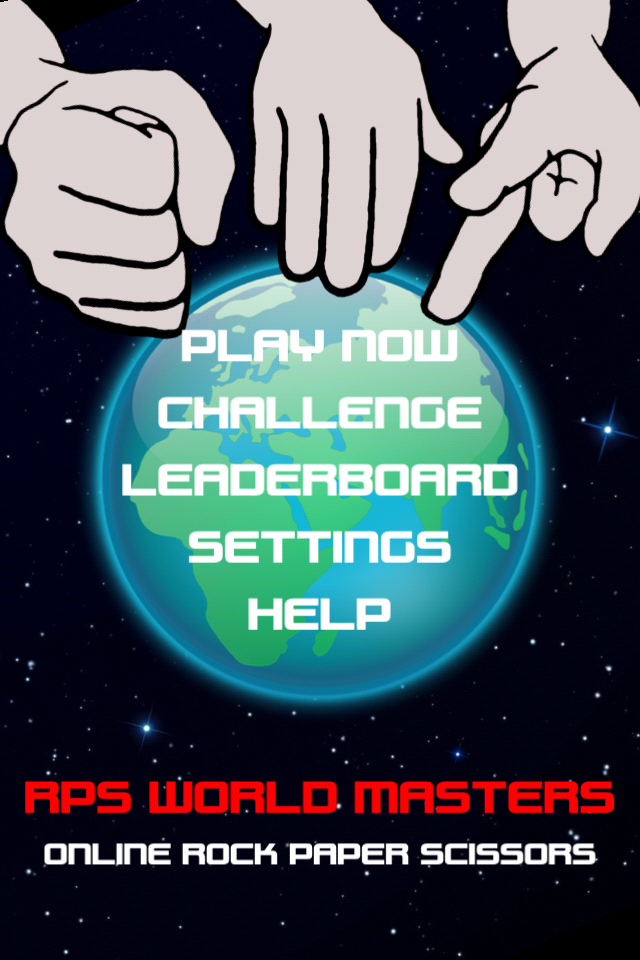 PLAY NOW
CHALLENGE
LEADERBOARD
SETTINGS
HELP
RPS WORLD MASTERS
ONLINE ROCK PAPER SCISSORS